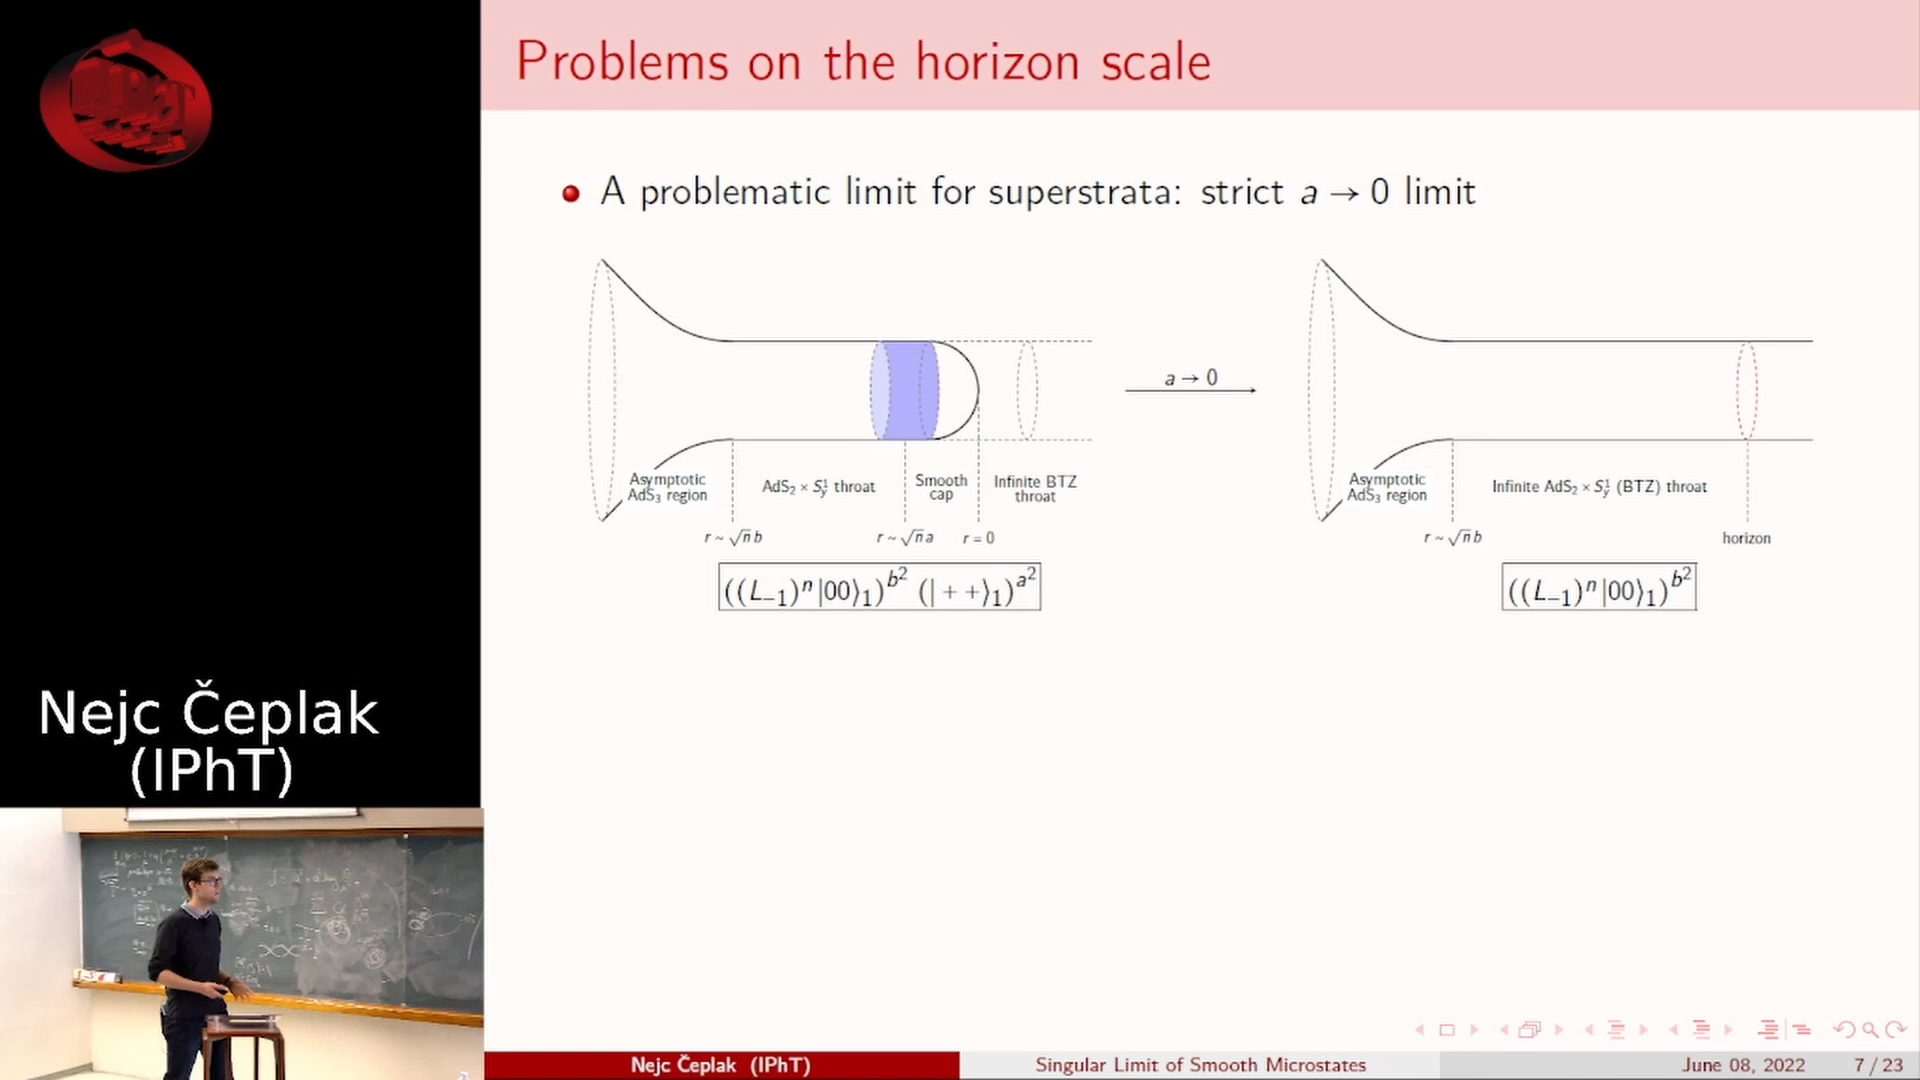 Problems on the horizon scale
A problematic limit for superstrata: strict a → 0 limit
a → 0
Asymptotic
AdS₃ region
AdS₂ × S¹_y throat
Smooth
cap
Infinite BTZ
throat
r ~ √n b
r ~ √n a
r = 0
((L₋₁)ⁿ |00⟩₁)^{b²} (|++⟩₁)^{a²}
Asymptotic
AdS₃ region
Infinite AdS₂ × S¹_y (BTZ) throat
r ~ √n b
horizon
((L₋₁)ⁿ |00⟩₁)^{b²}
Nejc Čeplak
(IPhT)
Nejc Čeplak (IPhT)
Singular Limit of Smooth Microstates
June 08, 2022
7 / 23